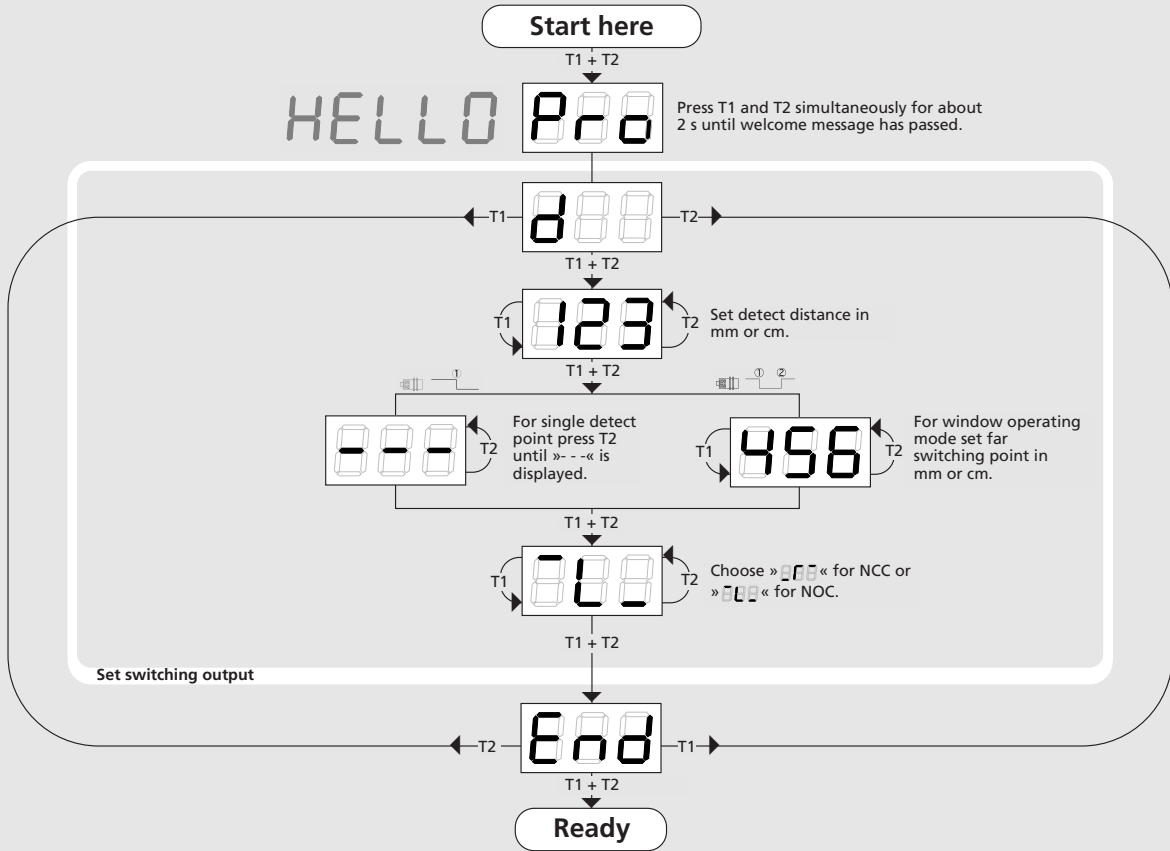 Start here
T1 + T2
HELLO
Pro
Press T1 and T2 simultaneously for about
2 s until welcome message has passed.
T1
d
T2
T1 + T2
T1
123
T2
Set detect distance in
mm or cm.
T1 + T2
①
① ②
- - -
T2
For single detect
point press T2
until »- - -« is
displayed.
T1
456
T2
For window operating
mode set far
switching point in
mm or cm.
T1 + T2
T1
¯L_
T2
Choose »_Γ¯« for NCC or
»¯L_« for NOC.
T1 + T2
Set switching output
T2
End
T1
T1 + T2
Ready